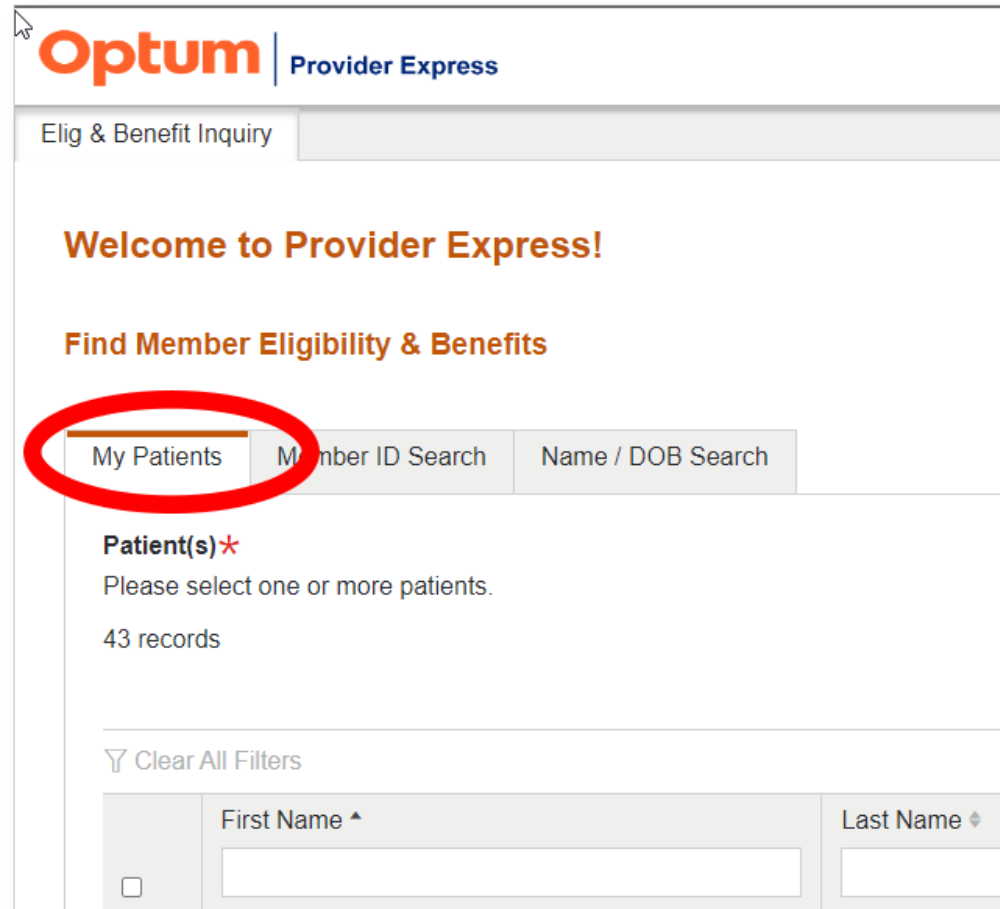 Optum Provider Express
Elig & Benefit Inquiry
Welcome to Provider Express!
Find Member Eligibility & Benefits
My Patients Member ID Search Name / DOB Search
Patient(s)*
Please select one or more patients.
43 records
Clear All Filters
First Name Last Name